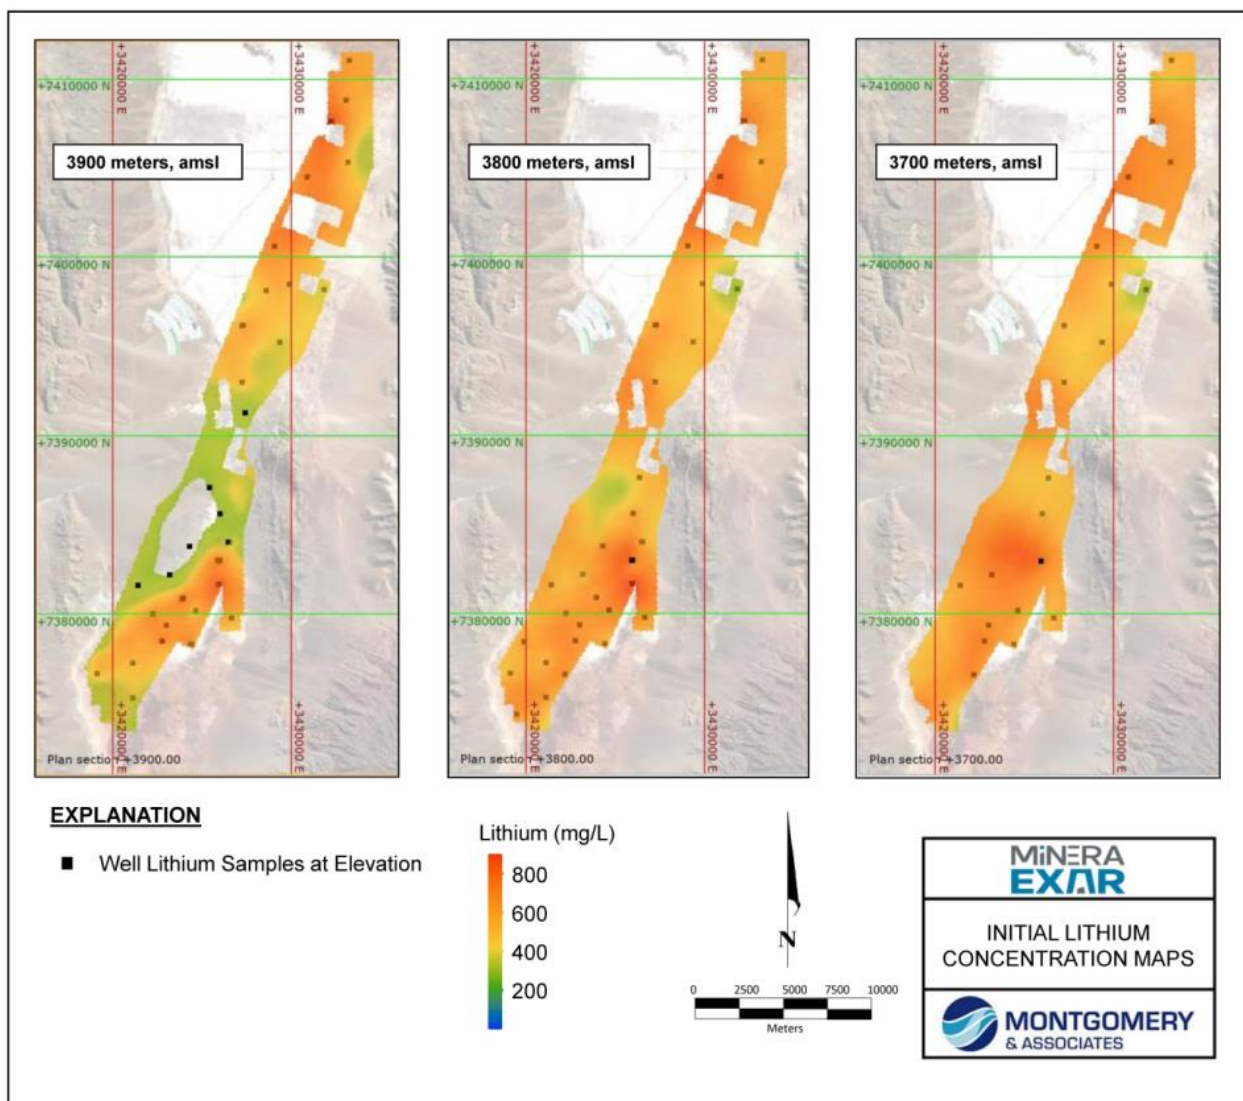 +3420000 E
+3430000 E
+7410000 N
3900 meters, amsl
+7400000 N
+7390000 N
+7380000 N
+3420000 E
+3430000 E
Plan section +3900.00
+3420000 E
+3430000 E
+7410000 N
3800 meters, amsl
+7400000 N
+7390000 N
+7380000 N
+3420000 E
+3430000 E
Plan section +3800.00
+3420000 E
+3430000 E
+7410000 N
3700 meters, amsl
+7400000 N
+7390000 N
+7380000 N
+3420000 E
+3430000 E
Plan section +3700.00
EXPLANATION
Well Lithium Samples at Elevation
Lithium (mg/L)
800
600
400
200
N
0 2500 5000 7500 10000
Meters
MINERA
EXAR
INITIAL LITHIUM
CONCENTRATION MAPS
MONTGOMERY
& ASSOCIATES